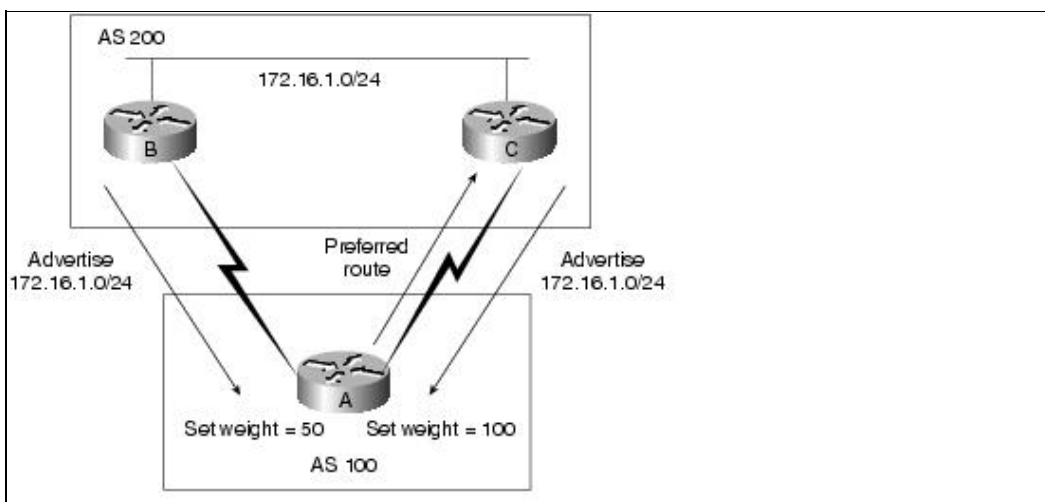 AS 200
172.16.1.0/24
B
C
Advertise
172.16.1.0/24
Preferred
route
Advertise
172.16.1.0/24
A
Set weight = 50
Set weight = 100
AS 100